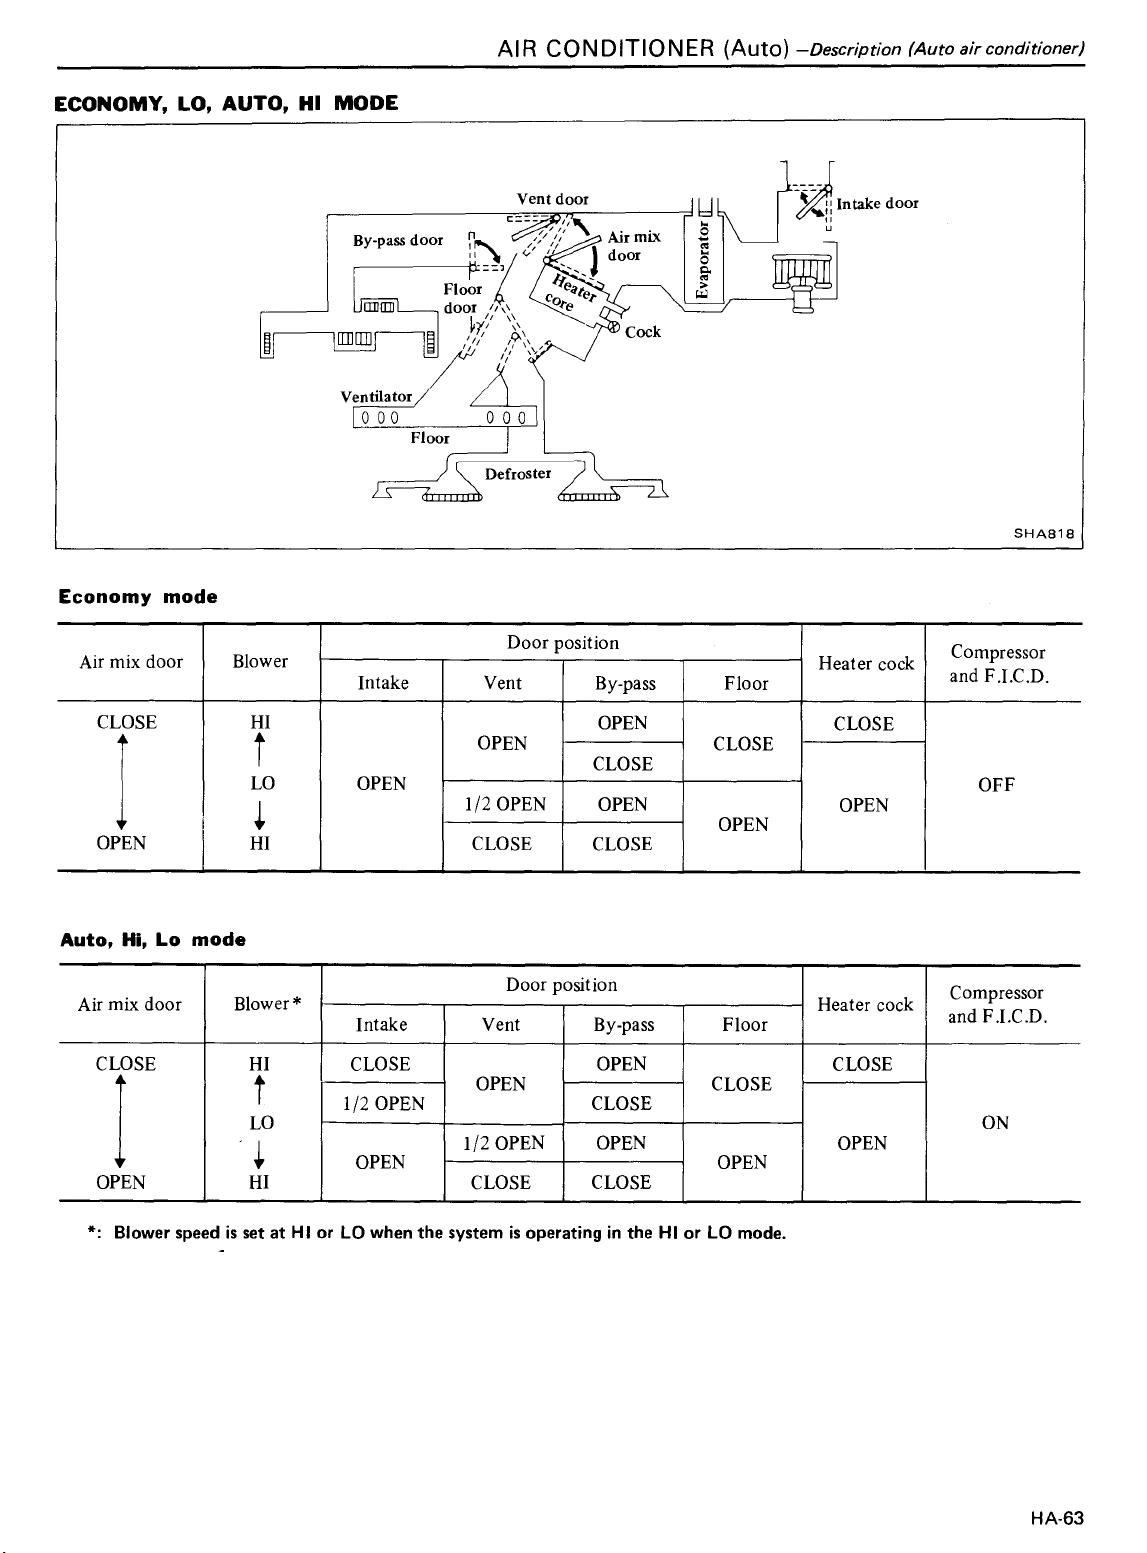 AIR CONDITIONER (Auto) —Description (Auto air conditioner)
ECONOMY, LO, AUTO, HI MODE
Vent door
Intake door
By-pass door
Air mix
door
Evaporator
Floor
door
Heater
core
Cock
Ventilator
Floor
Defroster
SHA818
Economy mode
Air mix door Blower Door position Heater cock Compressor and F.I.C.D.
Intake Vent By-pass Floor
CLOSE HI OPEN CLOSE
OPEN CLOSE
CLOSE
LO OPEN OFF
1/2 OPEN OPEN OPEN
OPEN
OPEN HI CLOSE CLOSE
Auto, Hi, Lo mode
Air mix door Blower* Door position Heater cock Compressor and F.I.C.D.
Intake Vent By-pass Floor
CLOSE HI CLOSE OPEN CLOSE
OPEN CLOSE
1/2 OPEN CLOSE
LO ON
1/2 OPEN OPEN OPEN
OPEN OPEN
OPEN HI CLOSE CLOSE
*: Blower speed is set at HI or LO when the system is operating in the HI or LO mode.
HA-63